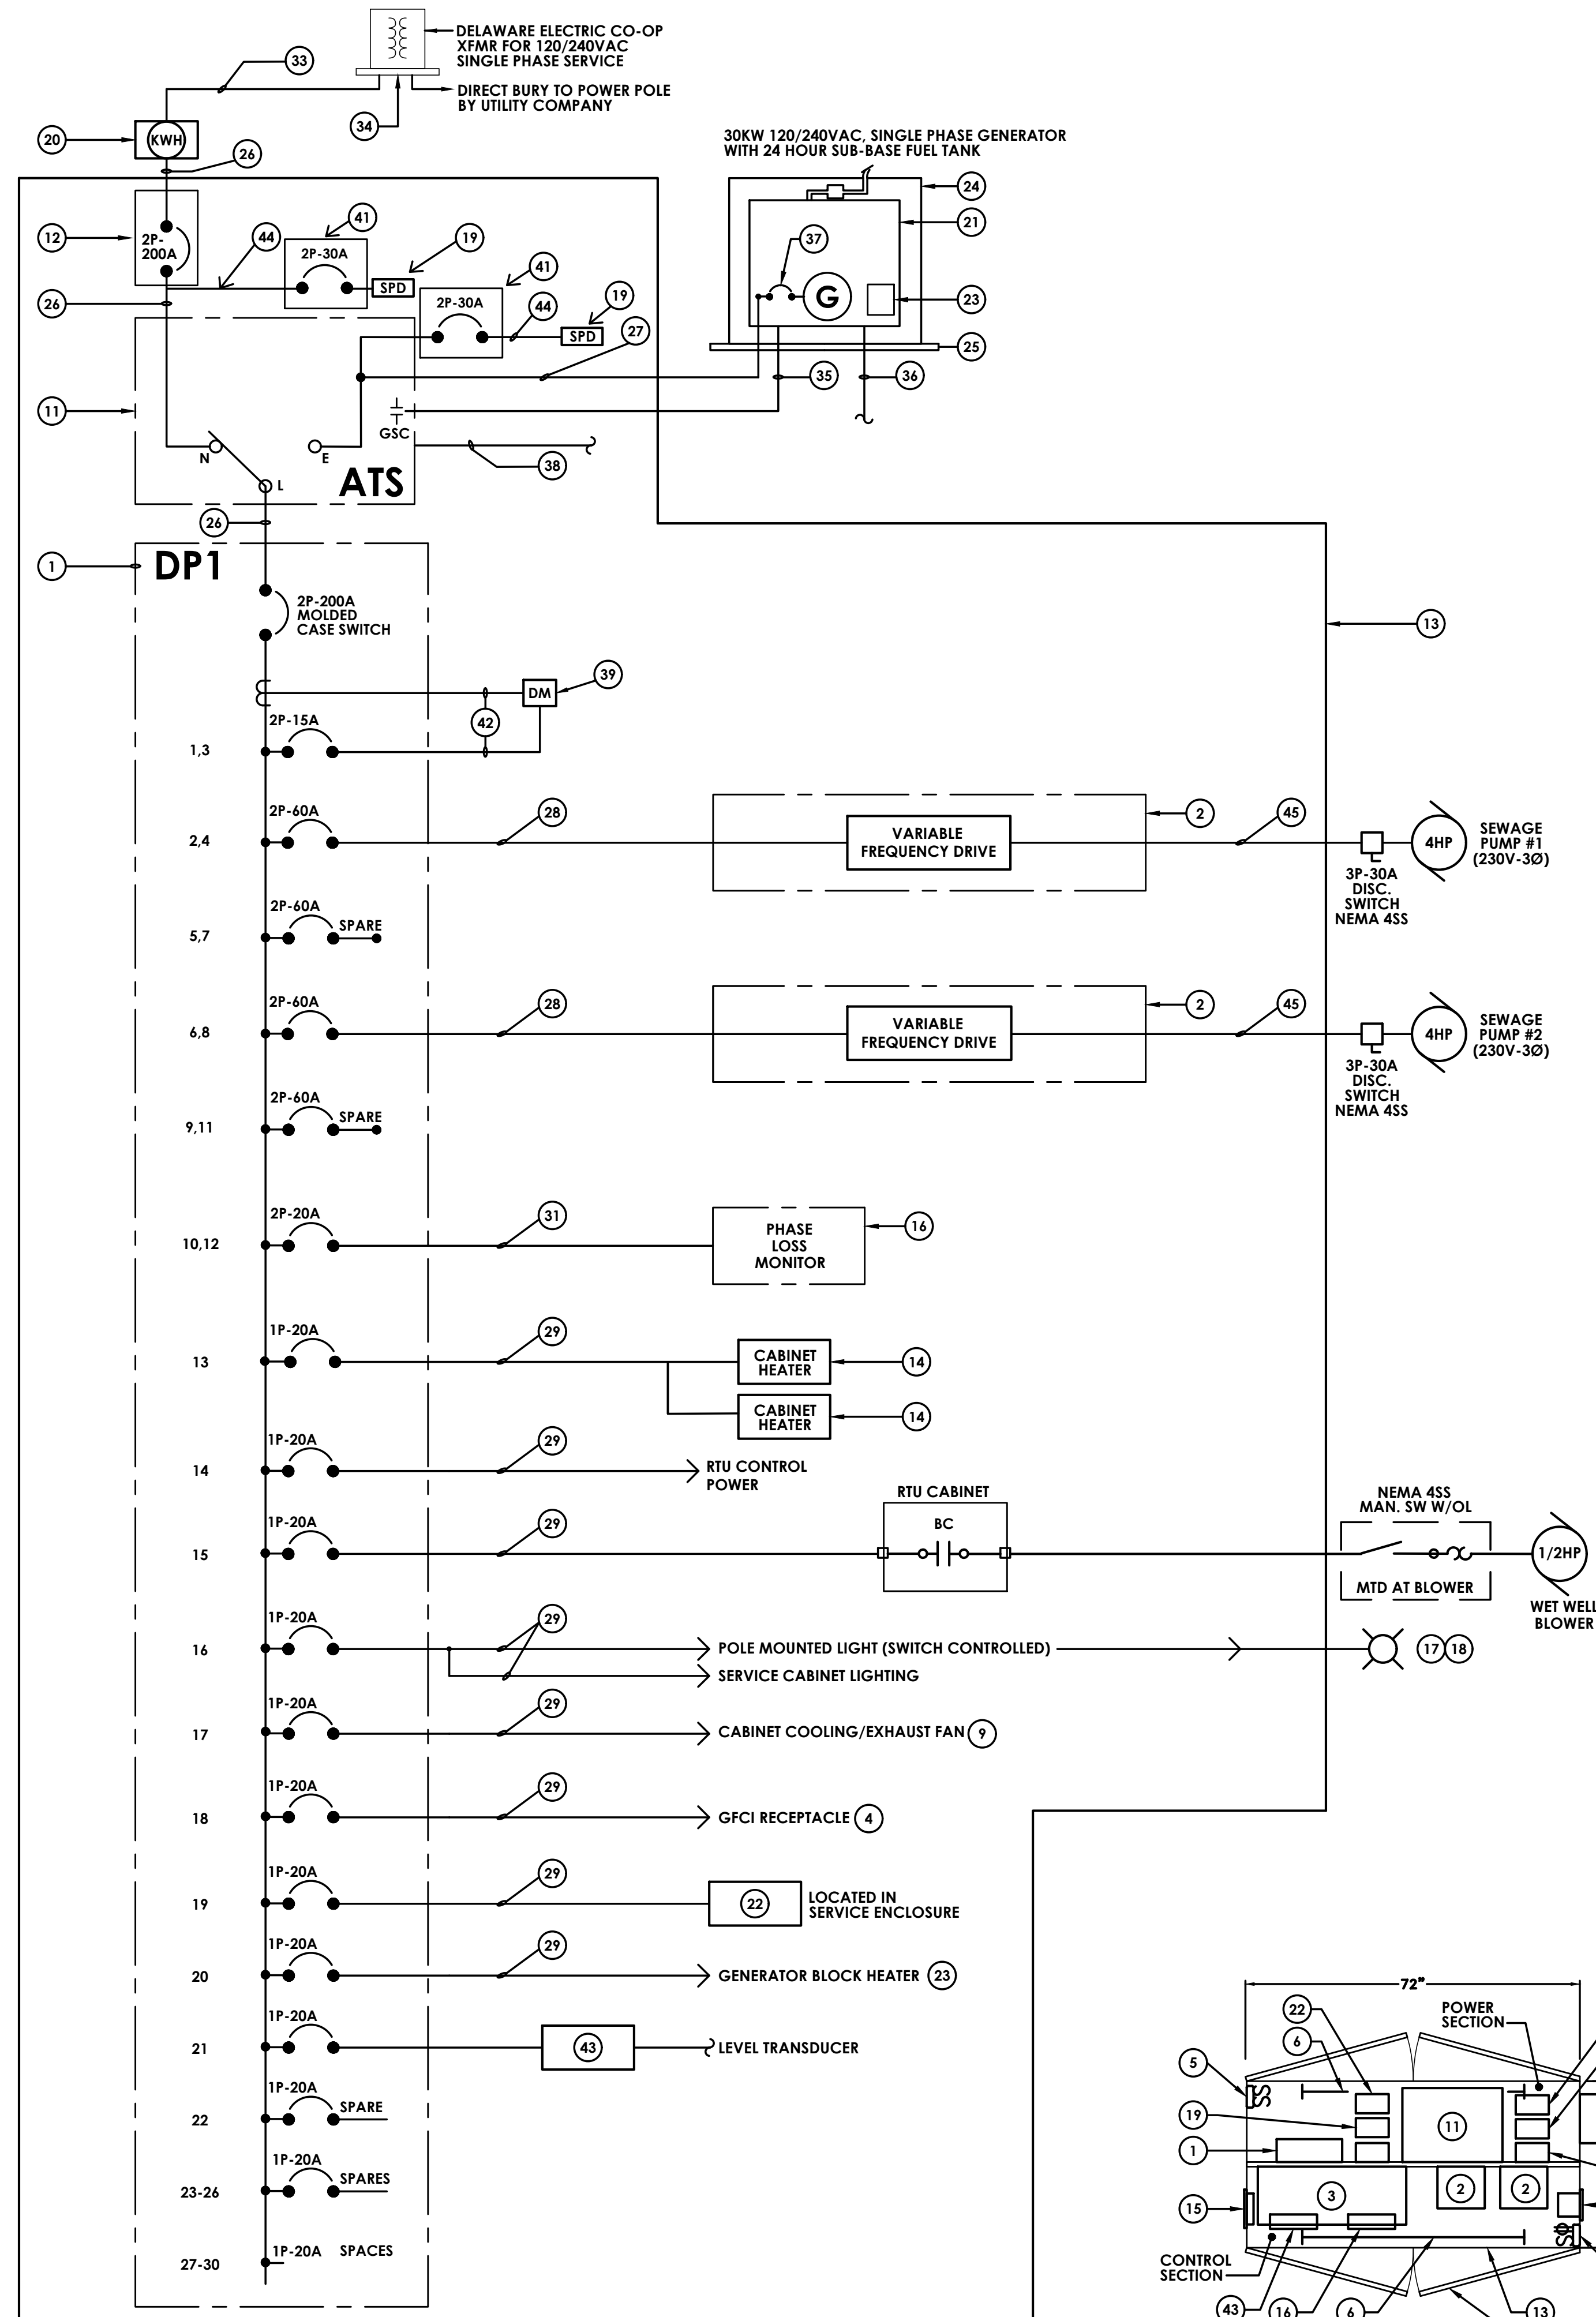 DELAWARE ELECTRIC CO-OP
XFMR FOR 120/240VAC
SINGLE PHASE SERVICE
33
DIRECT BURY TO POWER POLE
BY UTILITY COMPANY
34
20
KWH
26
30KW 120/240VAC, SINGLE PHASE GENERATOR
WITH 24 HOUR SUB-BASE FUEL TANK
24
21
37
G
23
25
35
36
12
2P-
200A
44
41
2P-30A
19
SPD
41
2P-30A
44
19
SPD
27
26
11
GSC
N
E
L
ATS
38
26
1
DP1
2P-200A
MOLDED
CASE SWITCH
13
39
DM
42
2P-15A
1,3
2P-60A
2,4
28
VARIABLE
FREQUENCY DRIVE
2
45
4HP
SEWAGE
PUMP #1
(230V-3Ø)
3P-30A
DISC.
SWITCH
NEMA 4SS
2P-60A
5,7
SPARE
2P-60A
6,8
28
VARIABLE
FREQUENCY DRIVE
2
45
4HP
SEWAGE
PUMP #2
(230V-3Ø)
3P-30A
DISC.
SWITCH
NEMA 4SS
2P-60A
9,11
SPARE
2P-20A
10,12
31
PHASE
LOSS
MONITOR
16
1P-20A
13
29
CABINET
HEATER
14
CABINET
HEATER
14
1P-20A
14
29
RTU CONTROL
POWER
1P-20A
15
29
RTU CABINET
BC
NEMA 4SS
MAN. SW W/OL
MTD AT BLOWER
1/2HP
WET WELL
BLOWER
1P-20A
16
29
POLE MOUNTED LIGHT (SWITCH CONTROLLED)
17 18
SERVICE CABINET LIGHTING
1P-20A
17
29
CABINET COOLING/EXHAUST FAN 9
1P-20A
18
29
GFCI RECEPTACLE 4
1P-20A
19
29
22
LOCATED IN
SERVICE ENCLOSURE
1P-20A
20
29
GENERATOR BLOCK HEATER 23
1P-20A
21
43
LEVEL TRANSDUCER
1P-20A
22
SPARE
1P-20A
23-26
SPARES
1P-20A
27-30
SPACES
72"
22
POWER
SECTION
6
5
19
1
11
15
3
2
2
CONTROL
SECTION
43
16
6
13